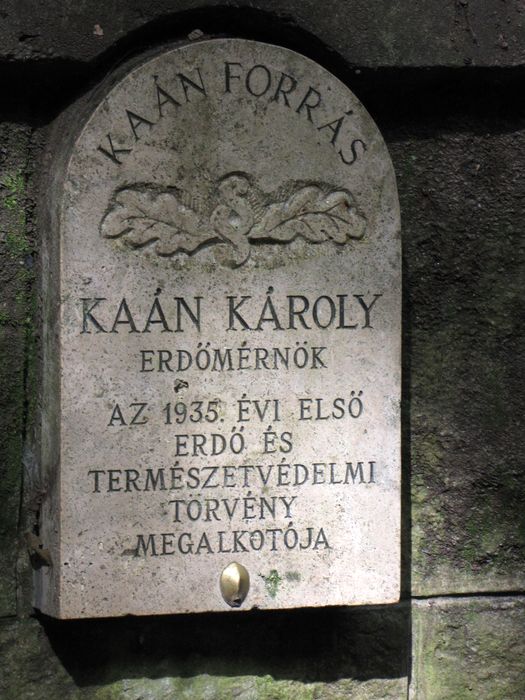 KAÁN FORRÁS
KAÁN KÁROLY
ERDŐMÉRNÖK
AZ 1935. ÉVI ELSŐ
ERDŐ ÉS
TERMÉSZETVÉDELMI
TÖRVÉNY
MEGALKOTÓJA